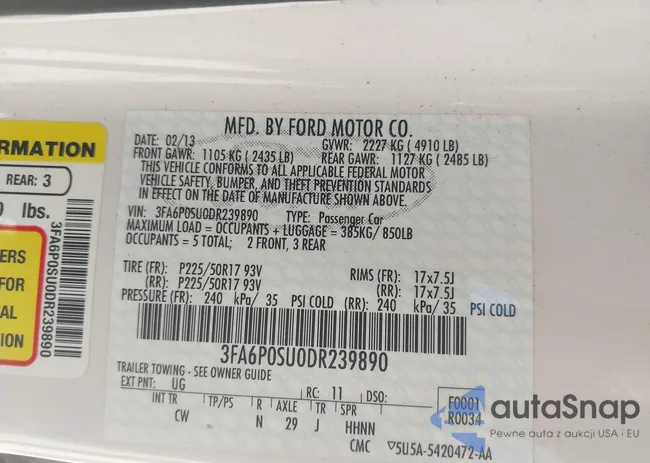 MFD. BY FORD MOTOR CO.
DATE: 02/13 GVWR: 2227 KG ( 4910 LB)
FRONT GAWR: 1105 KG ( 2435 LB) REAR GAWR: 1127 KG ( 2485 LB)
THIS VEHICLE CONFORMS TO ALL APPLICABLE FEDERAL MOTOR
VEHICLE SAFETY, BUMPER, AND THEFT PREVENTION STANDARDS
IN EFFECT ON THE DATE OF MANUFACTURE SHOWN ABOVE.
VIN: 3FA6P0SU0DR239890 TYPE: Passenger Car
MAXIMUM LOAD = OCCUPANTS + LUGGAGE = 385KG/ 850LB
OCCUPANTS = 5 TOTAL; 2 FRONT, 3 REAR
TIRE (FR): P225/50R17 93V RIMS (FR): 17x7.5J
(RR): P225/50R17 93V (RR): 17x7.5J
PRESSURE (FR): 240 kPa/ 35 PSI COLD (RR): 240 kPa/ 35 PSI COLD
3FA6P0SU0DR239890
TRAILER TOWING - SEE OWNER GUIDE
EXT PNT: UG RC: 11 DSO: F0001
R0034
INT TR TP/PS R AXLE TR SPR
CW N 29 J HHNN
CMC 5U5A-5420472-AA
ORMATION
REAR: 3
0 lbs.
3FA6P0SU0DR239890
ERS
FOR
AL
TION
autaSnap
Pewne auta z aukcji USA i EU